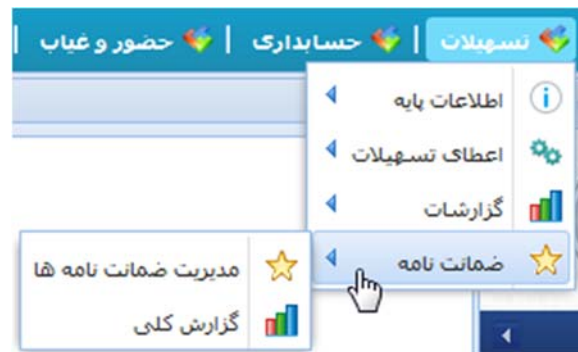 تسهیلات | حسابداری | حضور و غیاب |
اطلاعات پایه
اعطای تسهیلات
گزارشات
ضمانت نامه
مدیریت ضمانت نامه ها
گزارش کلی